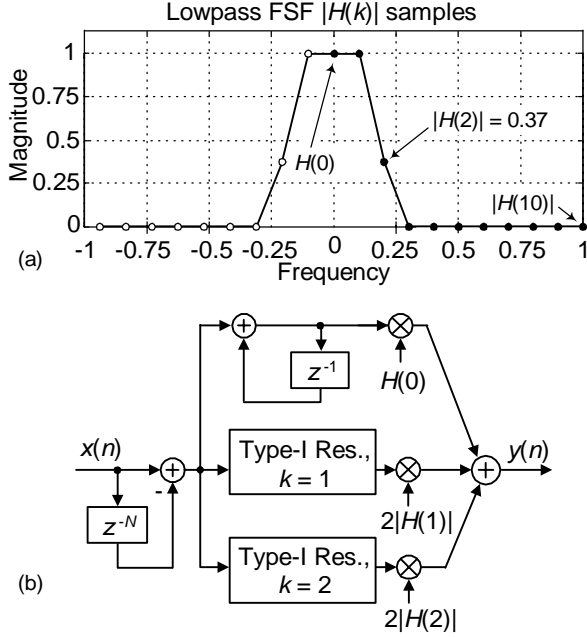 Lowpass FSF |H(k)| samples
1
0.75
0.5
0.25
0
Magnitude
H(0)
|H(2)| = 0.37
|H(10)|
-1 -0.75 -0.5 -0.25 0 0.25 0.5 0.75 1
Frequency
(a)
+
z-1
H(0)
x(n)
+
-
z-N
Type-I Res.,
k = 1
2|H(1)|
+
y(n)
Type-I Res.,
k = 2
2|H(2)|
(b)